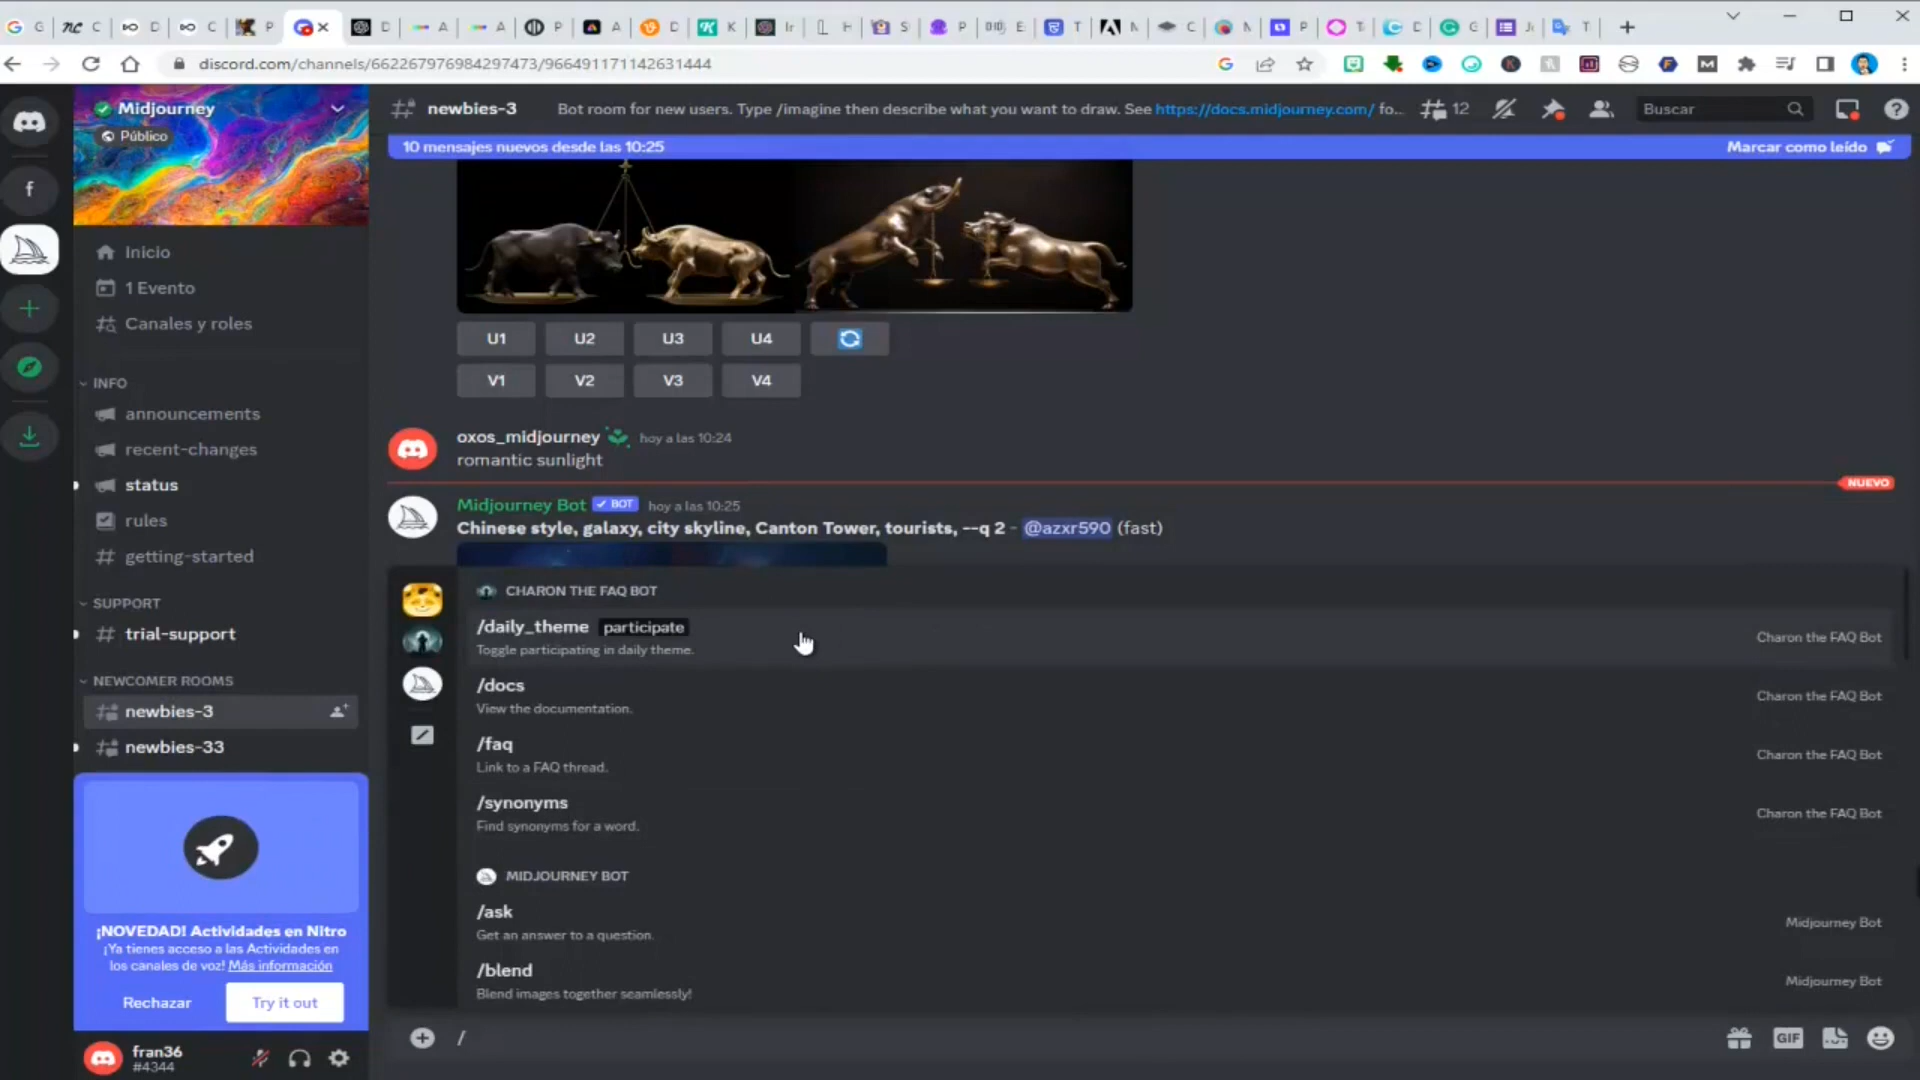 discord.com/channels/662267976984297473/966491171142631444
Midjourney
Público
newbies-3
Bot room for new users. Type /imagine then describe what you want to draw. See https://docs.midjourney.com/ fo...
12
Buscar
10 mensajes nuevos desde las 10:25
Marcar como leído
Inicio
1 Evento
Canales y roles
INFO
announcements
recent-changes
status
rules
getting-started
SUPPORT
trial-support
NEWCOMER ROOMS
newbies-3
newbies-33
¡NOVEDAD! Actividades en Nitro
¡Ya tienes acceso a las Actividades en
los canales de voz! Más información
Rechazar
Try it out
fran36
#4344
U1 U2 U3 U4
V1 V2 V3 V4
oxos_midjourney hoy a las 10:24
romantic sunlight
NUEVO
Midjourney Bot BOT hoy a las 10:25
Chinese style, galaxy, city skyline, Canton Tower, tourists, --q 2 - @azxr590 (fast)
CHARON THE FAQ BOT
/daily_theme participate
Toggle participating in daily theme.
Charon the FAQ Bot
/docs
View the documentation.
Charon the FAQ Bot
/faq
Link to a FAQ thread.
Charon the FAQ Bot
/synonyms
Find synonyms for a word.
Charon the FAQ Bot
MIDJOURNEY BOT
/ask
Get an answer to a question.
Midjourney Bot
/blend
Blend images together seamlessly!
Midjourney Bot
/
GIF